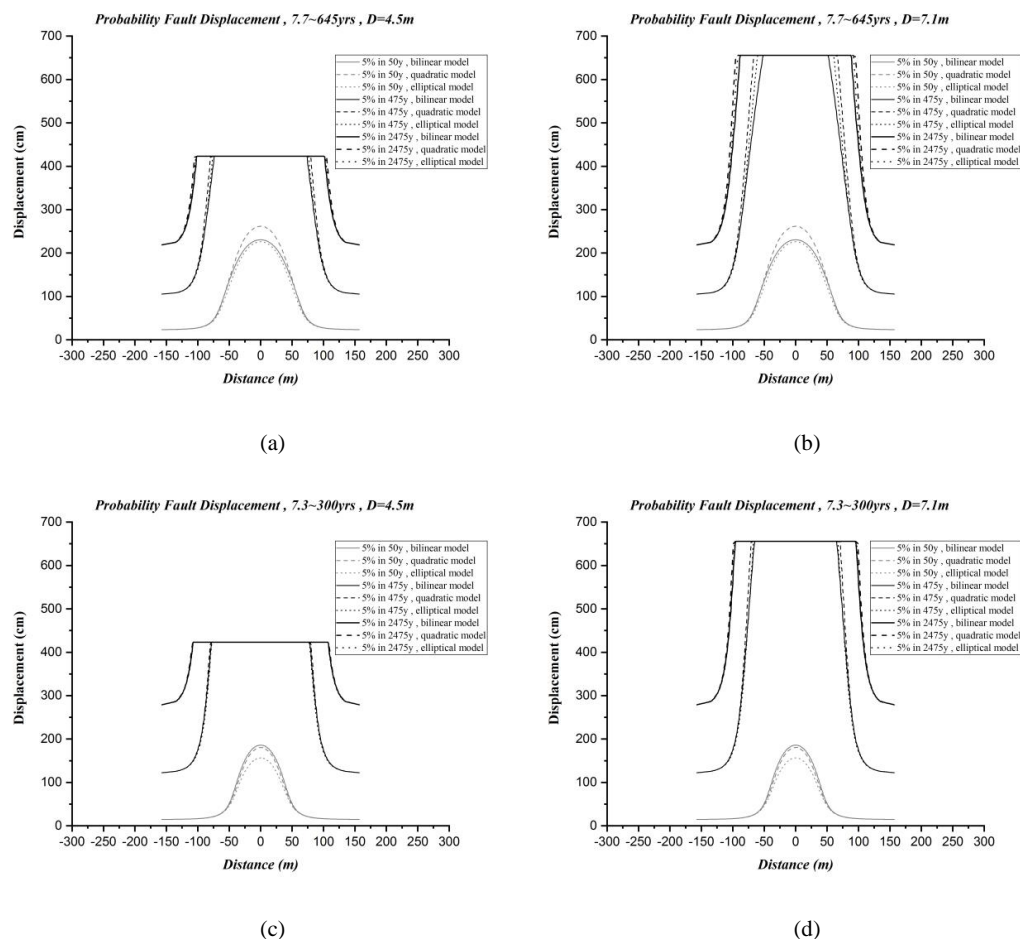 Probability Fault Displacement , 7.7~645yrs , D=4.5m
700
600
500
400
300
200
100
0
Displacement (cm)
-300 -250 -200 -150 -100 -50 0 50 100 150 200 250 300
Distance (m)
5% in 50y , bilinear model
5% in 50y , quadratic model
5% in 50y , elliptical model
5% in 475y , bilinear model
5% in 475y , quadratic model
5% in 475y , elliptical model
5% in 2475y , bilinear model
5% in 2475y , quadratic model
5% in 2475y , elliptical model
(a)
Probability Fault Displacement , 7.7~645yrs , D=7.1m
700
600
500
400
300
200
100
0
Displacement (cm)
-300 -250 -200 -150 -100 -50 0 50 100 150 200 250 300
Distance (m)
5% in 50y , bilinear model
5% in 50y , quadratic model
5% in 50y , elliptical model
5% in 475y , bilinear model
5% in 475y , quadratic model
5% in 475y , elliptical model
5% in 2475y , bilinear model
5% in 2475y , quadratic model
5% in 2475y , elliptical model
(b)
Probability Fault Displacement , 7.3~300yrs , D=4.5m
700
600
500
400
300
200
100
0
Displacement (cm)
-300 -250 -200 -150 -100 -50 0 50 100 150 200 250 300
Distance (m)
5% in 50y , bilinear model
5% in 50y , quadratic model
5% in 50y , elliptical model
5% in 475y , bilinear model
5% in 475y , quadratic model
5% in 475y , elliptical model
5% in 2475y , bilinear model
5% in 2475y , quadratic model
5% in 2475y , elliptical model
(c)
Probability Fault Displacement , 7.3~300yrs , D=7.1m
700
600
500
400
300
200
100
0
Displacement (cm)
-300 -250 -200 -150 -100 -50 0 50 100 150 200 250 300
Distance (m)
5% in 50y , bilinear model
5% in 50y , quadratic model
5% in 50y , elliptical model
5% in 475y , bilinear model
5% in 475y , quadratic model
5% in 475y , elliptical model
5% in 2475y , bilinear model
5% in 2475y , quadratic model
5% in 2475y , elliptical model
(d)